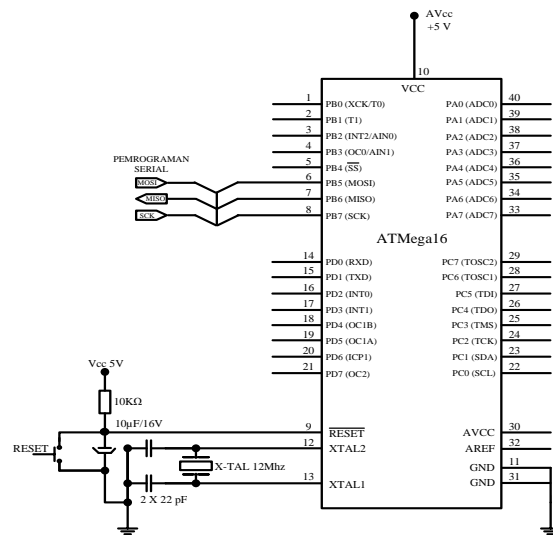 AVcc
+5 V
10
VCC
1 PB0 (XCK/T0)
2 PB1 (T1)
3 PB2 (INT2/AIN0)
4 PB3 (OC0/AIN1)
5 PB4 (SS)
6 PB5 (MOSI)
7 PB6 (MISO)
8 PB7 (SCK)
PA0 (ADC0) 40
PA1 (ADC1) 39
PA2 (ADC2) 38
PA3 (ADC3) 37
PA4 (ADC4) 36
PA5 (ADC5) 35
PA6 (ADC6) 34
PA7 (ADC7) 33
PEMROGRAMAN
SERIAL
MOSI
MISO
SCK
ATMega16
14 PD0 (RXD)
15 PD1 (TXD)
16 PD2 (INT0)
17 PD3 (INT1)
18 PD4 (OC1B)
19 PD5 (OC1A)
20 PD6 (ICP1)
21 PD7 (OC2)
PC7 (TOSC2) 29
PC6 (TOSC1) 28
PC5 (TDI) 27
PC4 (TDO) 26
PC3 (TMS) 25
PC2 (TCK) 24
PC1 (SDA) 23
PC0 (SCL) 22
Vcc 5V
10KΩ
10µF/16V
RESET
9 RESET
12 XTAL2
13 XTAL1
X-TAL 12Mhz
2 X 22 pF
AVCC 30
AREF 32
GND 11
GND 31